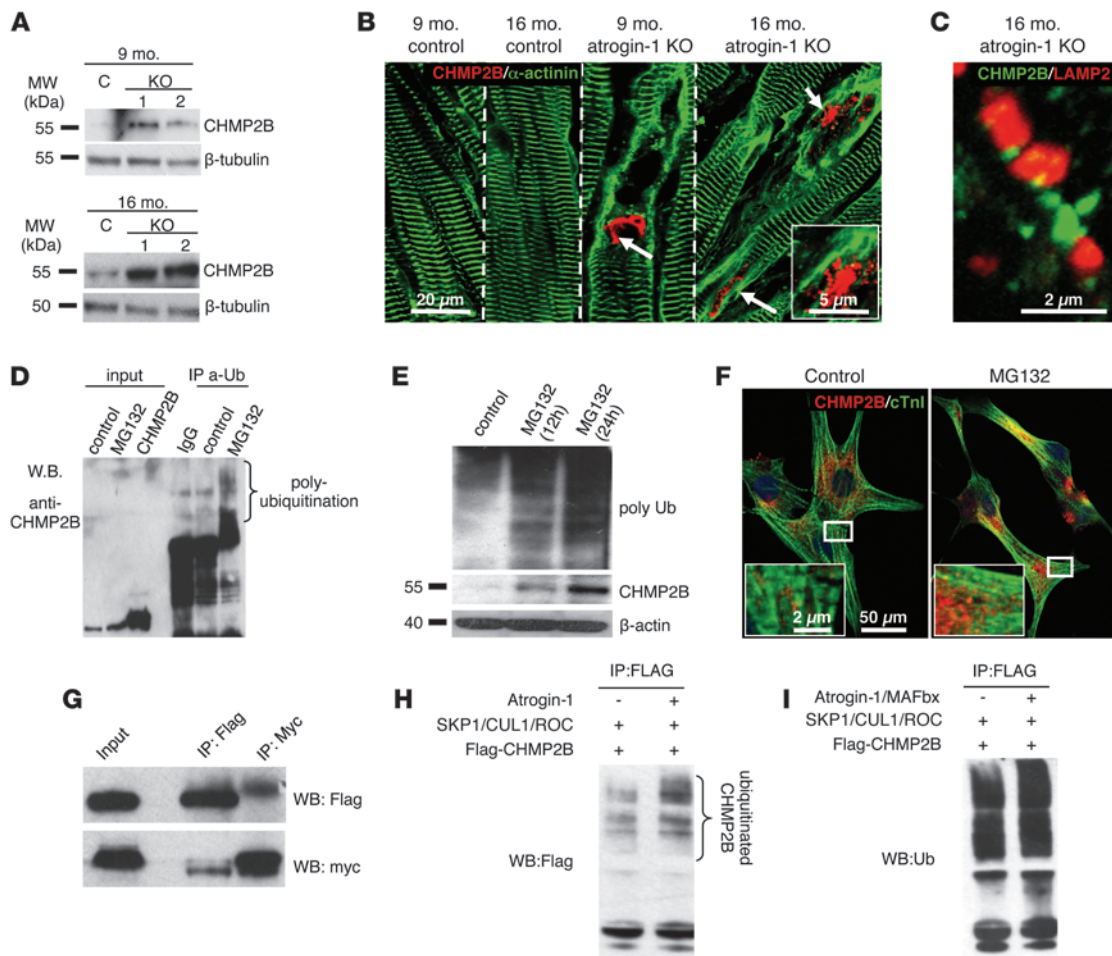 A
9 mo.
MW
(kDa)
C
KO
1 2
55
CHMP2B
55
β-tubulin
16 mo.
MW
(kDa)
C
KO
1 2
55
CHMP2B
50
β-tubulin
B
9 mo.
control
16 mo.
control
9 mo.
atrogin-1 KO
16 mo.
atrogin-1 KO
CHMP2B/α-actinin
20 µm
5 µm
C
16 mo.
atrogin-1 KO
CHMP2B/LAMP2
2 µm
D
input
IP a-Ub
control
MG132
CHMP2B
IgG
control
MG132
W.B.
anti-
CHMP2B
poly-
ubiquitination
E
control
MG132
(12h)
MG132
(24h)
poly Ub
55
CHMP2B
40
β-actin
F
Control
MG132
CHMP2B/cTnI
2 µm
50 µm
G
Input
IP: Flag
IP: Myc
WB: Flag
WB: myc
H
IP:FLAG
Atrogin-1 - +
SKP1/CUL1/ROC + +
Flag-CHMP2B + +
ubiquitinated
CHMP2B
WB:Flag
I
IP:FLAG
Atrogin-1/MAFbx - +
SKP1/CUL1/ROC + +
Flag-CHMP2B + +
WB:Ub